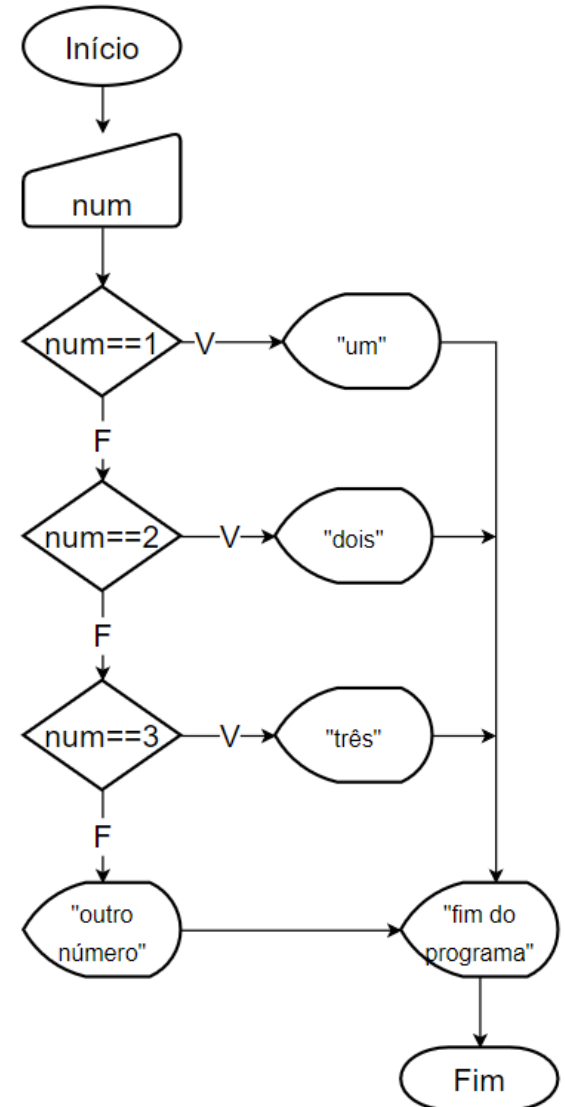 Início
num
num==1
V
"um"
F
num==2
V
"dois"
F
num==3
V
"três"
F
"outro
número"
"fim do
programa"
Fim